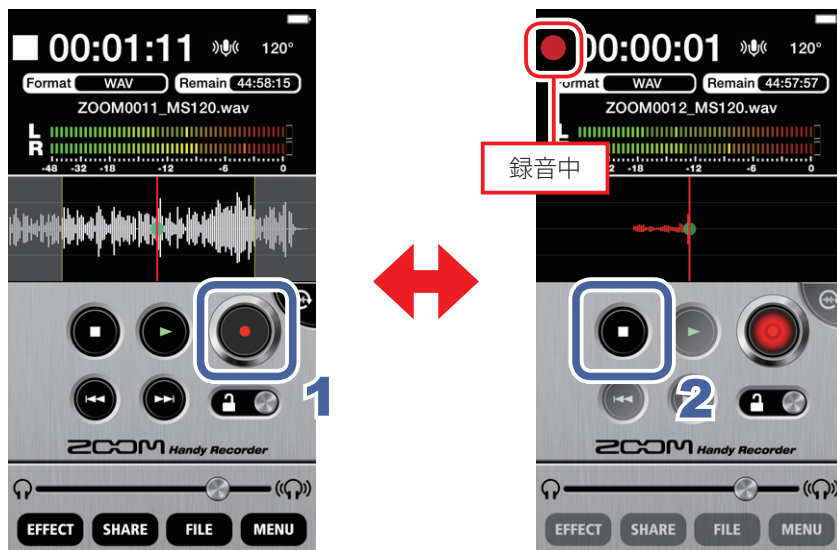 00:01:11 120°
Format WAV Remain 44:58:15
ZOOM0011_MS120.wav
L
R
-48 -32 -18 -12 -6 0
1
ZOOM Handy Recorder
EFFECT SHARE FILE MENU
00:00:01 120°
Format WAV Remain 44:57:57
ZOOM0012_MS120.wav
録音中
-18 -12 -6 0
2
ZOOM Handy Recorder
EFFECT SHARE FILE MENU